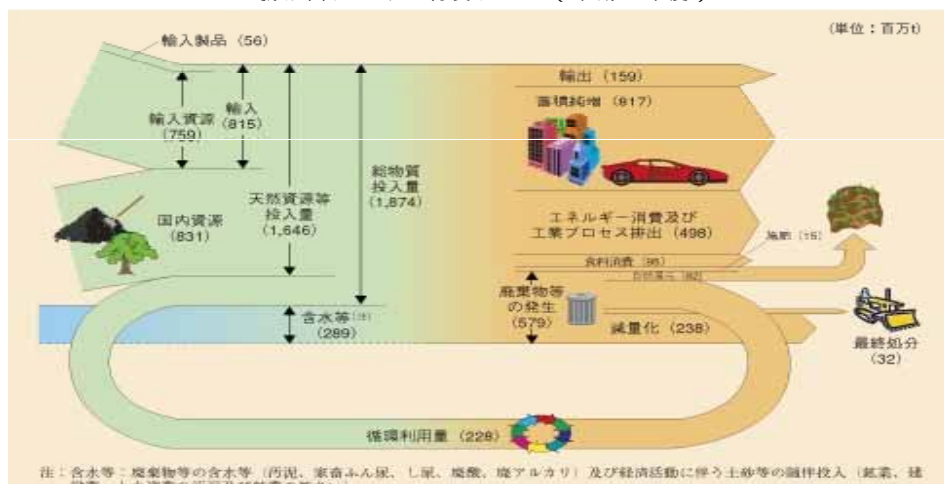 (単位：百万t)
輸入製品 (56)
輸入資源
(759)
輸入
(815)
国内資源
(831)
天然資源等
投入量
(1,646)
総物質
投入量
(1,874)
含水等(注)
(289)
輸出 (159)
蓄積純増 (817)
エネルギー消費及び
工業プロセス排出 (498)
施肥 (15)
食料消費 (95)
自然還元 (82)
廃棄物等
の発生
(579)
減量化 (238)
最終処分
(32)
循環利用量 (228)
注：含水等：廃棄物等の含水等（汚泥、家畜ふん尿、し尿、廃酸、廃アルカリ）及び経済活動に伴う土砂等の随伴投入（鉱業、建